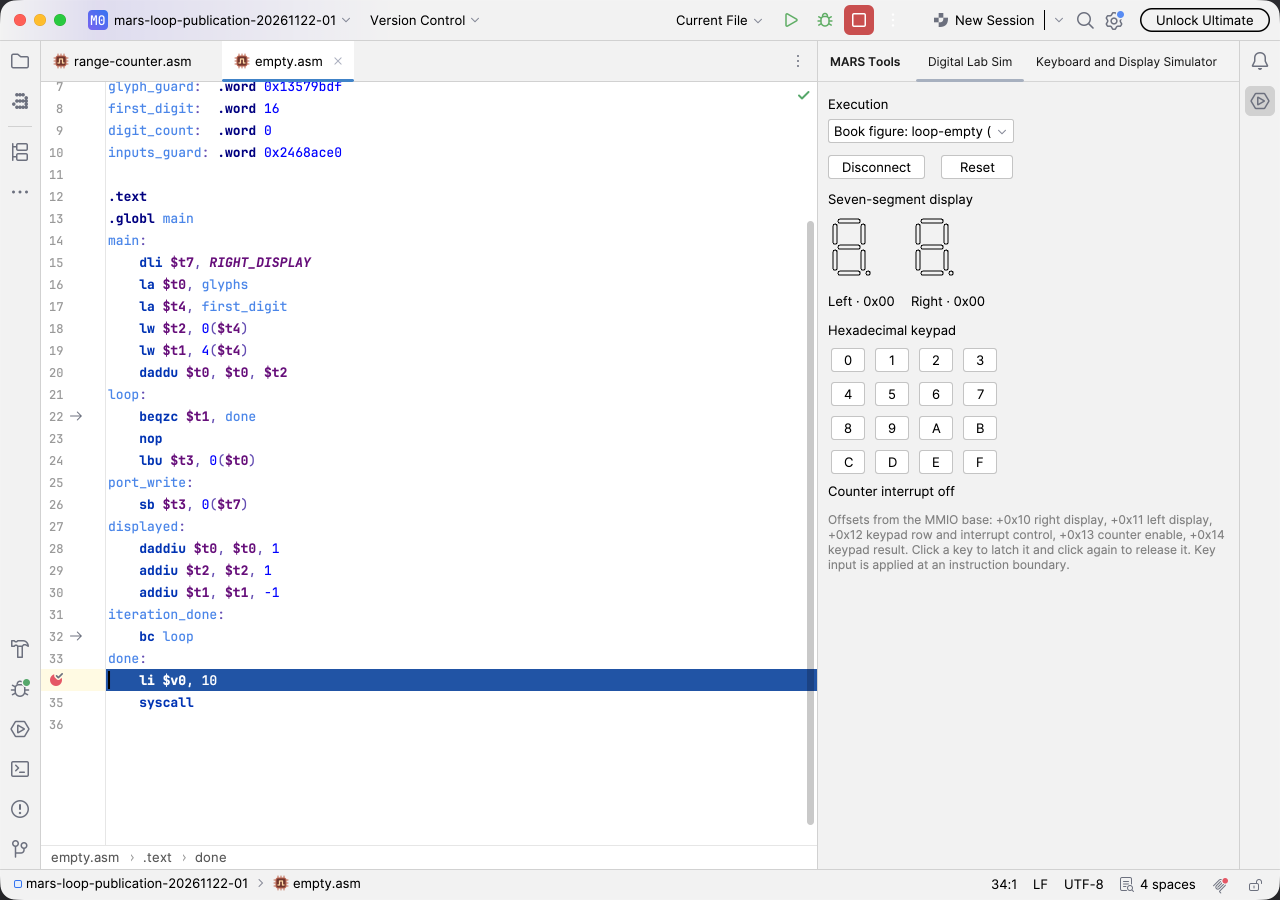 M0 mars-loop-publication-20261122-01 Version Control Current File New Session Unlock Ultimate
range-counter.asm empty.asm
7 glyph_guard: .word 0x13579bdf
8 first_digit: .word 16
9 digit_count: .word 0
10 inputs_guard: .word 0x2468ace0
11
12 .text
13 .globl main
14 main:
15 dli $t7, RIGHT_DISPLAY
16 la $t0, glyphs
17 la $t4, first_digit
18 lw $t2, 0($t4)
19 lw $t1, 4($t4)
20 daddu $t0, $t0, $t2
21 loop:
22 beqzc $t1, done
23 nop
24 lbu $t3, 0($t0)
25 port_write:
26 sb $t3, 0($t7)
27 displayed:
28 daddiu $t0, $t0, 1
29 addiu $t2, $t2, 1
30 addiu $t1, $t1, -1
31 iteration_done:
32 bc loop
33 done:
li $v0, 10
35 syscall
36
MARS Tools Digital Lab Sim Keyboard and Display Simulator
Execution
Book figure: loop-empty (
Disconnect Reset
Seven-segment display
Left · 0x00 Right · 0x00
Hexadecimal keypad
0 1 2 3
4 5 6 7
8 9 A B
C D E F
Counter interrupt off
Offsets from the MMIO base: +0x10 right display, +0x11 left display,
+0x12 keypad row and interrupt control, +0x13 counter enable, +0x14
keypad result. Click a key to latch it and click again to release it. Key
input is applied at an instruction boundary.
empty.asm › .text › done
mars-loop-publication-20261122-01 empty.asm 34:1 LF UTF-8 4 spaces